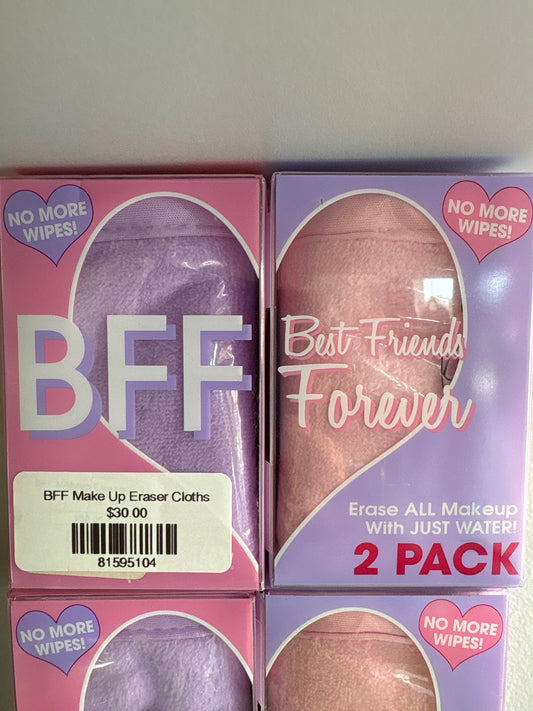 NO MORE
WIPES!
BFF
BFF Make Up Eraser Cloths
$30.00
81595104
NO MORE
WIPES!
Best Friends
Forever
Erase ALL Makeup
With JUST WATER!
2 PACK
NO MORE
WIPES!
NO MORE
WIPES!